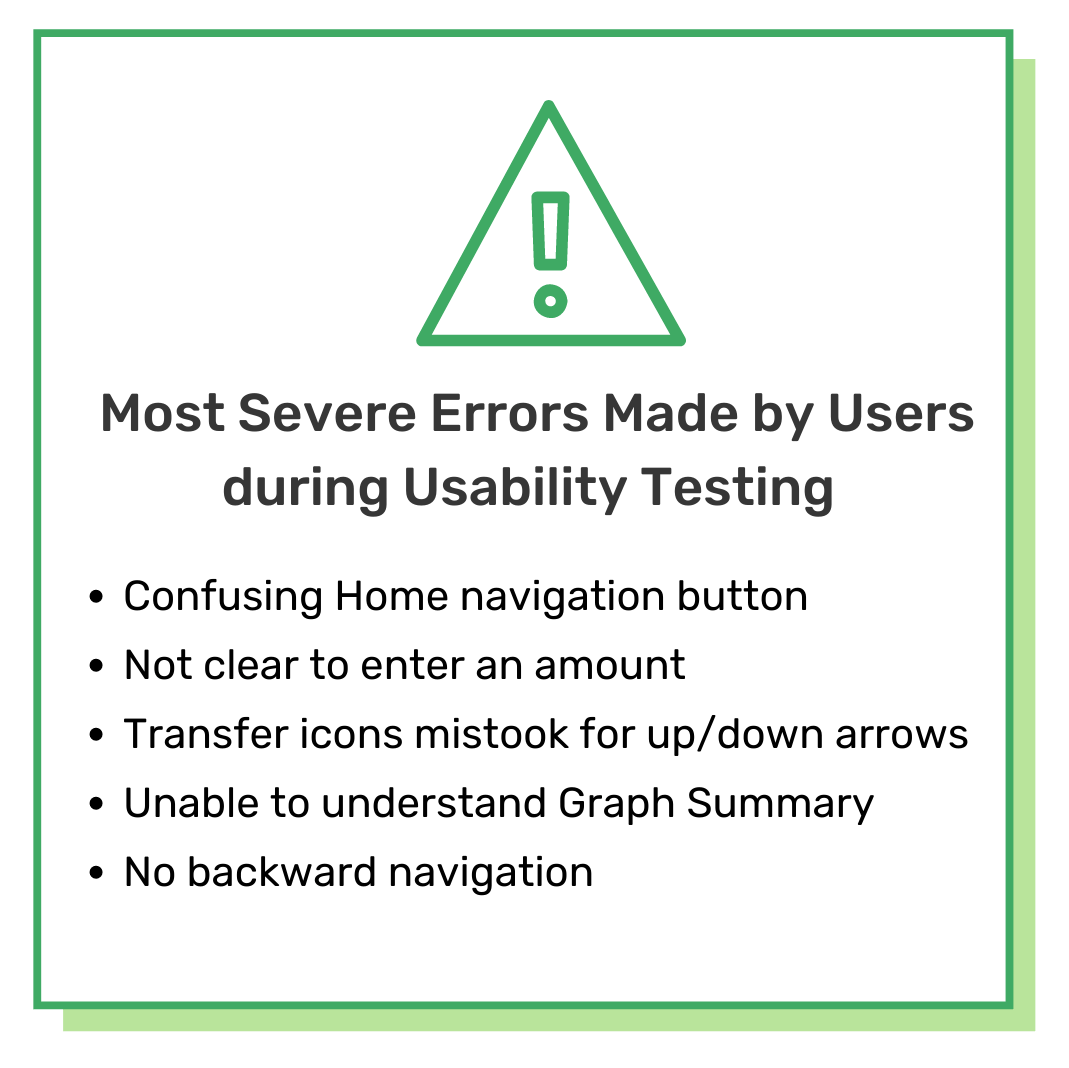 Most Severe Errors Made by Users
during Usability Testing
• Confusing Home navigation button
• Not clear to enter an amount
• Transfer icons mistook for up/down arrows
• Unable to understand Graph Summary
• No backward navigation